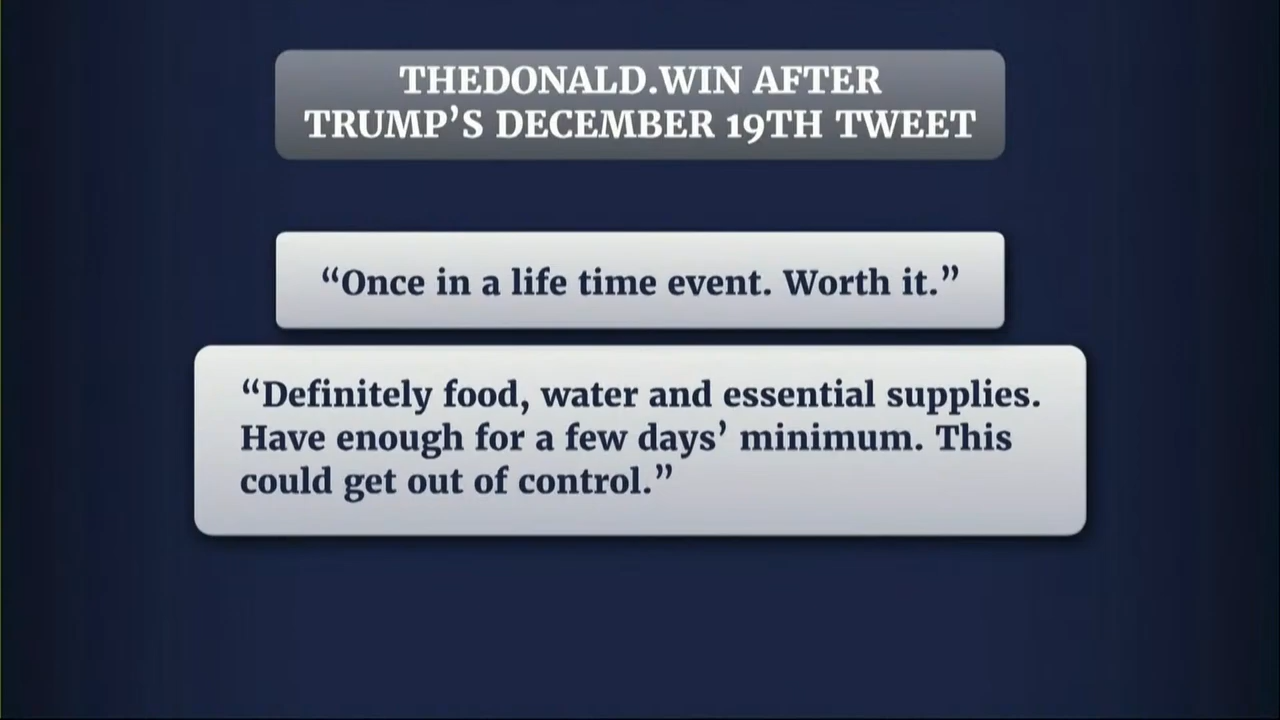 THEDONALD.WIN AFTER
TRUMP’S DECEMBER 19TH TWEET
“Once in a life time event. Worth it.”
“Definitely food, water and essential supplies.
Have enough for a few days’ minimum. This
could get out of control.”